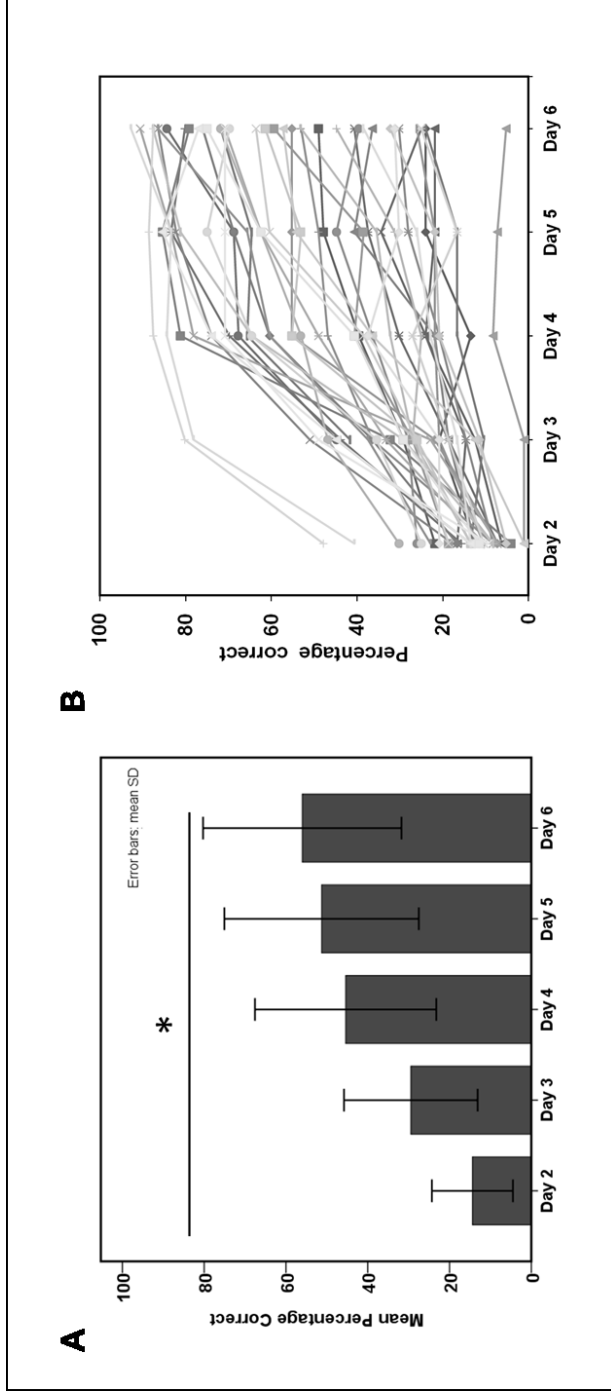 A
Mean Percentage Correct
100
80
60
40
20
0
Error bars: mean SD
*
Day 2
Day 3
Day 4
Day 5
Day 6
B
Percentage correct
100
80
60
40
20
0
Day 2
Day 3
Day 4
Day 5
Day 6